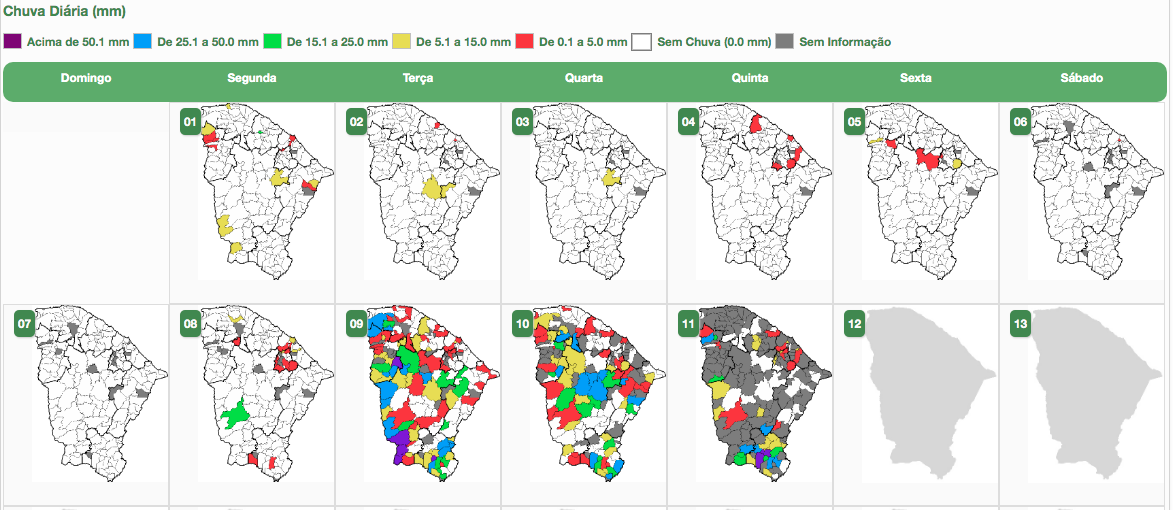 Chuva Diária (mm)
Acima de 50.1 mm De 25.1 a 50.0 mm De 15.1 a 25.0 mm De 5.1 a 15.0 mm De 0.1 a 5.0 mm Sem Chuva (0.0 mm) Sem Informação
Domingo Segunda Terça Quarta Quinta Sexta Sábado
01 02 03 04 05 06
07 08 09 10 11 12 13